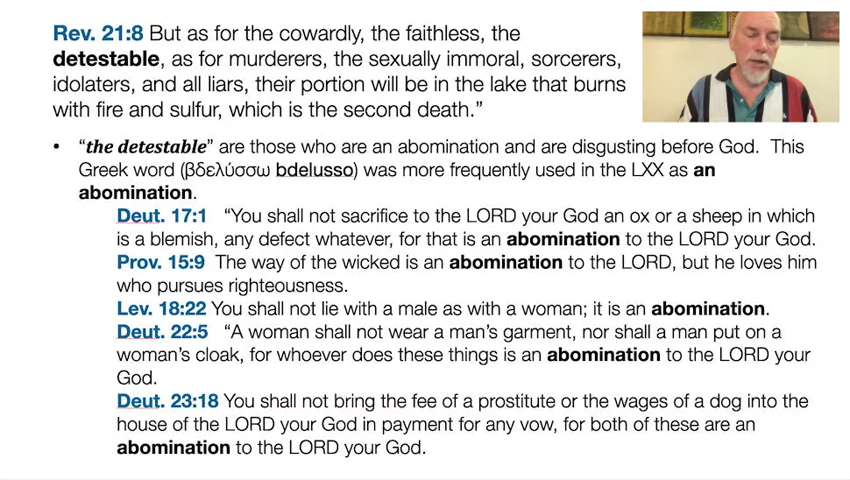 Rev. 21:8 But as for the cowardly, the faithless, the
detestable, as for murderers, the sexually immoral, sorcerers,
idolaters, and all liars, their portion will be in the lake that burns
with fire and sulfur, which is the second death.”
• “the detestable” are those who are an abomination and are disgusting before God. This
Greek word (βδελύσσω bdelusso) was more frequently used in the LXX as an
abomination.
Deut. 17:1 “You shall not sacrifice to the LORD your God an ox or a sheep in which
is a blemish, any defect whatever, for that is an abomination to the LORD your God.
Prov. 15:9 The way of the wicked is an abomination to the LORD, but he loves him
who pursues righteousness.
Lev. 18:22 You shall not lie with a male as with a woman; it is an abomination.
Deut. 22:5 “A woman shall not wear a man’s garment, nor shall a man put on a
woman’s cloak, for whoever does these things is an abomination to the LORD your
God.
Deut. 23:18 You shall not bring the fee of a prostitute or the wages of a dog into the
house of the LORD your God in payment for any vow, for both of these are an
abomination to the LORD your God.